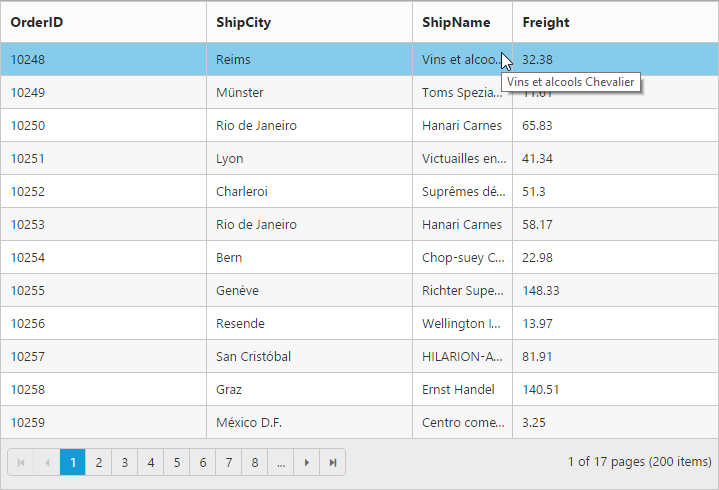 OrderID ShipCity ShipName Freight
10248 Reims Vins et alcoo... 32.38
Vins et alcools Chevalier
10249 Münster Toms Spezia... 11.61
10250 Rio de Janeiro Hanari Carnes 65.83
10251 Lyon Victuailles en... 41.34
10252 Charleroi Suprêmes dé... 51.3
10253 Rio de Janeiro Hanari Carnes 58.17
10254 Bern Chop-suey C... 22.98
10255 Genève Richter Supe... 148.33
10256 Resende Wellington I... 13.97
10257 San Cristóbal HILARION-A... 81.91
10258 Graz Ernst Handel 140.51
10259 México D.F. Centro come... 3.25
1 2 3 4 5 6 7 8 ... 1 of 17 pages (200 items)